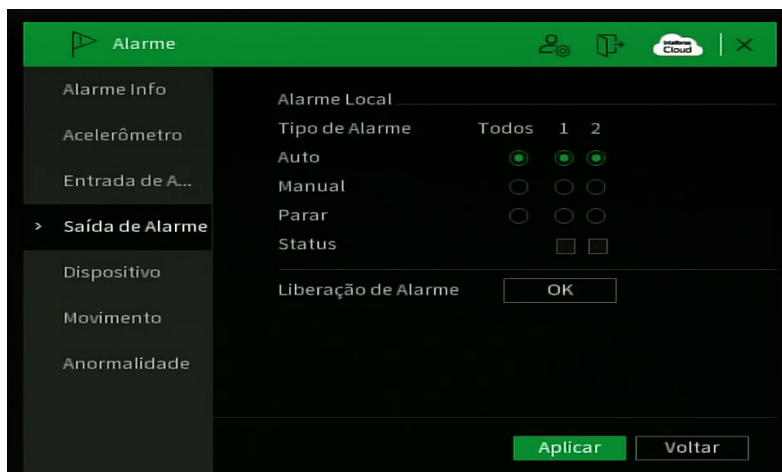 Alarme
intelbras
Cloud
Alarme Info
Acelerômetro
Entrada de A...
Saída de Alarme
Dispositivo
Movimento
Anormalidade
Alarme Local
Tipo de Alarme Todos 1 2
Auto
Manual
Parar
Status
Liberação de Alarme OK
Aplicar Voltar